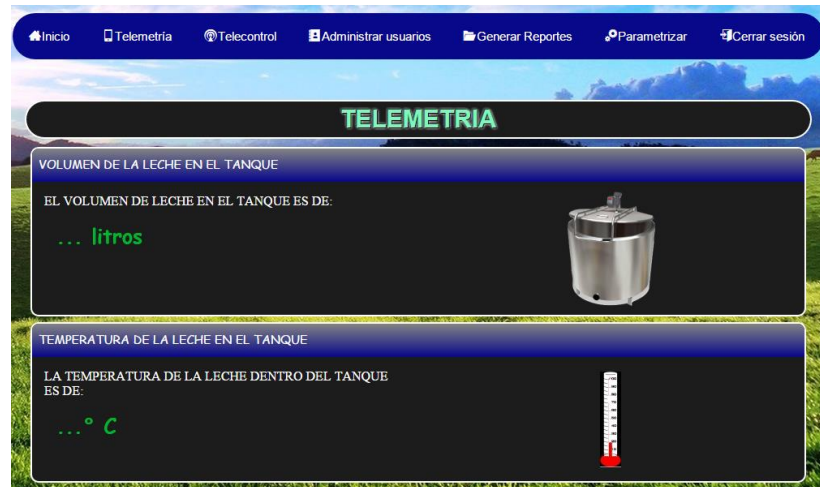 Inicio Telemetría Telecontrol Administrar usuarios Generar Reportes Parametrizar Cerrar sesión
TELEMETRIA
VOLUMEN DE LA LECHE EN EL TANQUE
EL VOLUMEN DE LECHE EN EL TANQUE ES DE:
... litros
TEMPERATURA DE LA LECHE EN EL TANQUE
LA TEMPERATURA DE LA LECHE DENTRO DEL TANQUE
ES DE:
...° C